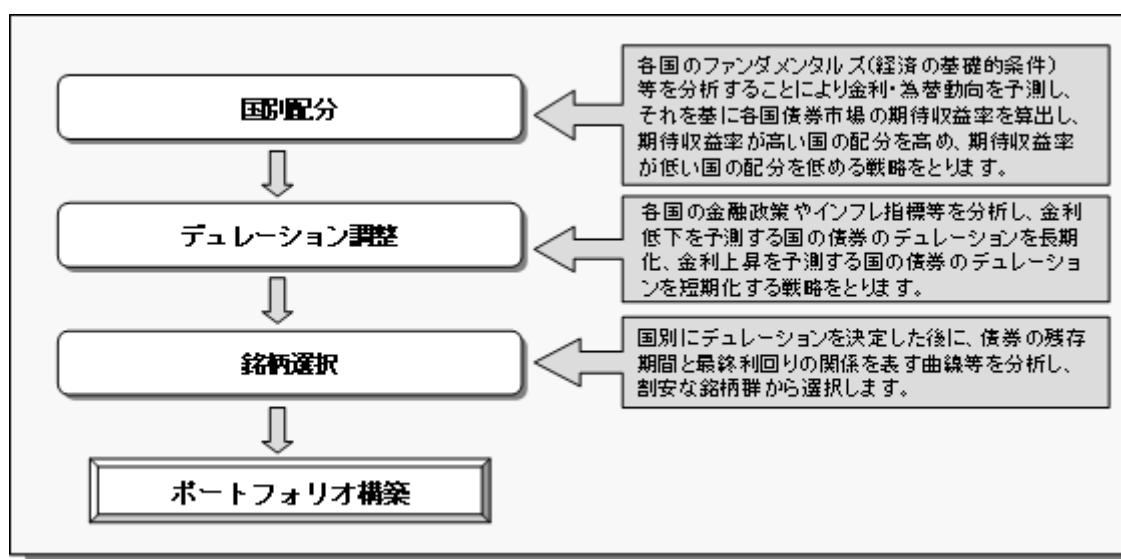 国別配分
各国のファンダメンタルズ(経済の基礎的条件)
等を分析することにより金利・為替動向を予測し、
それを基に各国債券市場の期待収益率を算出し、
期待収益率が高い国の配分を高め、期待収益率
が低い国の配分を低める戦略をとります。
デュレーション調整
各国の金融政策やインフレ指標等を分析し、金利
低下を予測する国の債券のデュレーションを長期
化、金利上昇を予測する国の債券のデュレーショ
ンを短期化する戦略をとります。
銘柄選択
国別にデュレーションを決定した後に、債券の残存
期間と最終利回りの関係を表す曲線等を分析し、
割安な銘柄群から選択します。
ポートフォリオ構築